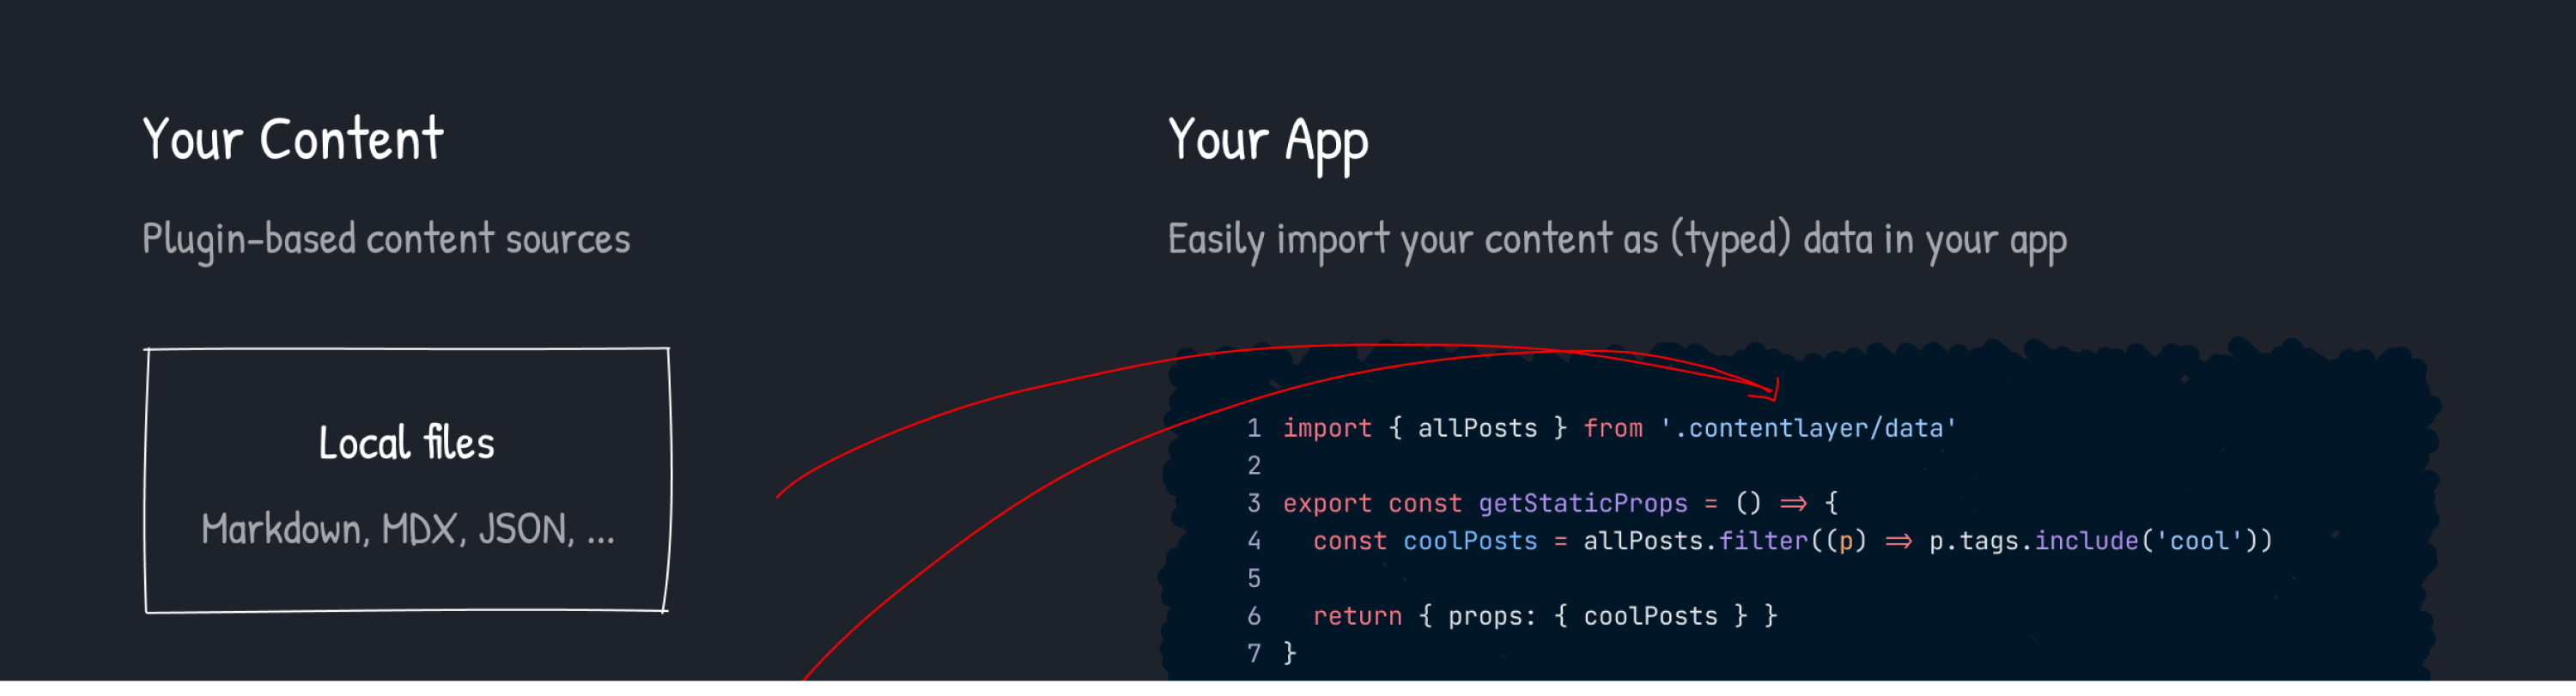 Your Content
Plugin-based content sources
Local files
Markdown, MDX, JSON, ...
Your App
Easily import your content as (typed) data in your app
1 import { allPosts } from '.contentlayer/data'
2
3 export const getStaticProps = () => {
4   const coolPosts = allPosts.filter((p) => p.tags.include('cool'))
5
6   return { props: { coolPosts } }
7 }